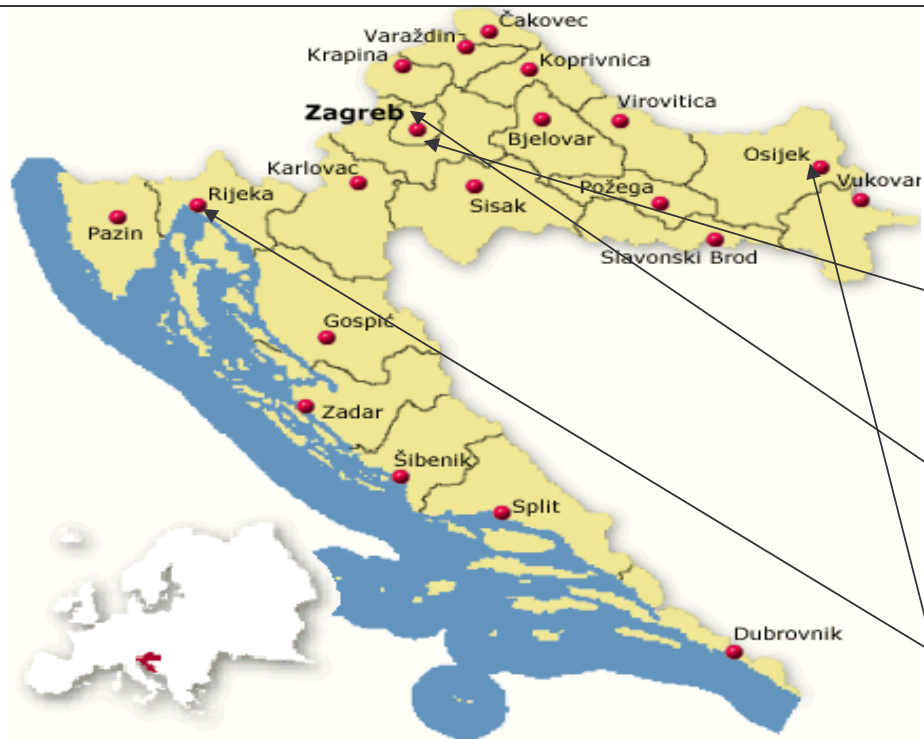 Čakovec
Varaždin
Krapina
Koprivnica
Zagreb
Virovitica
Bjelovar
Osijek
Karlovac
Vukovar
Rijeka
Požega
Sisak
Pazin
Slavonski Brod
Gospić
Zadar
Šibenik
Split
Dubrovnik